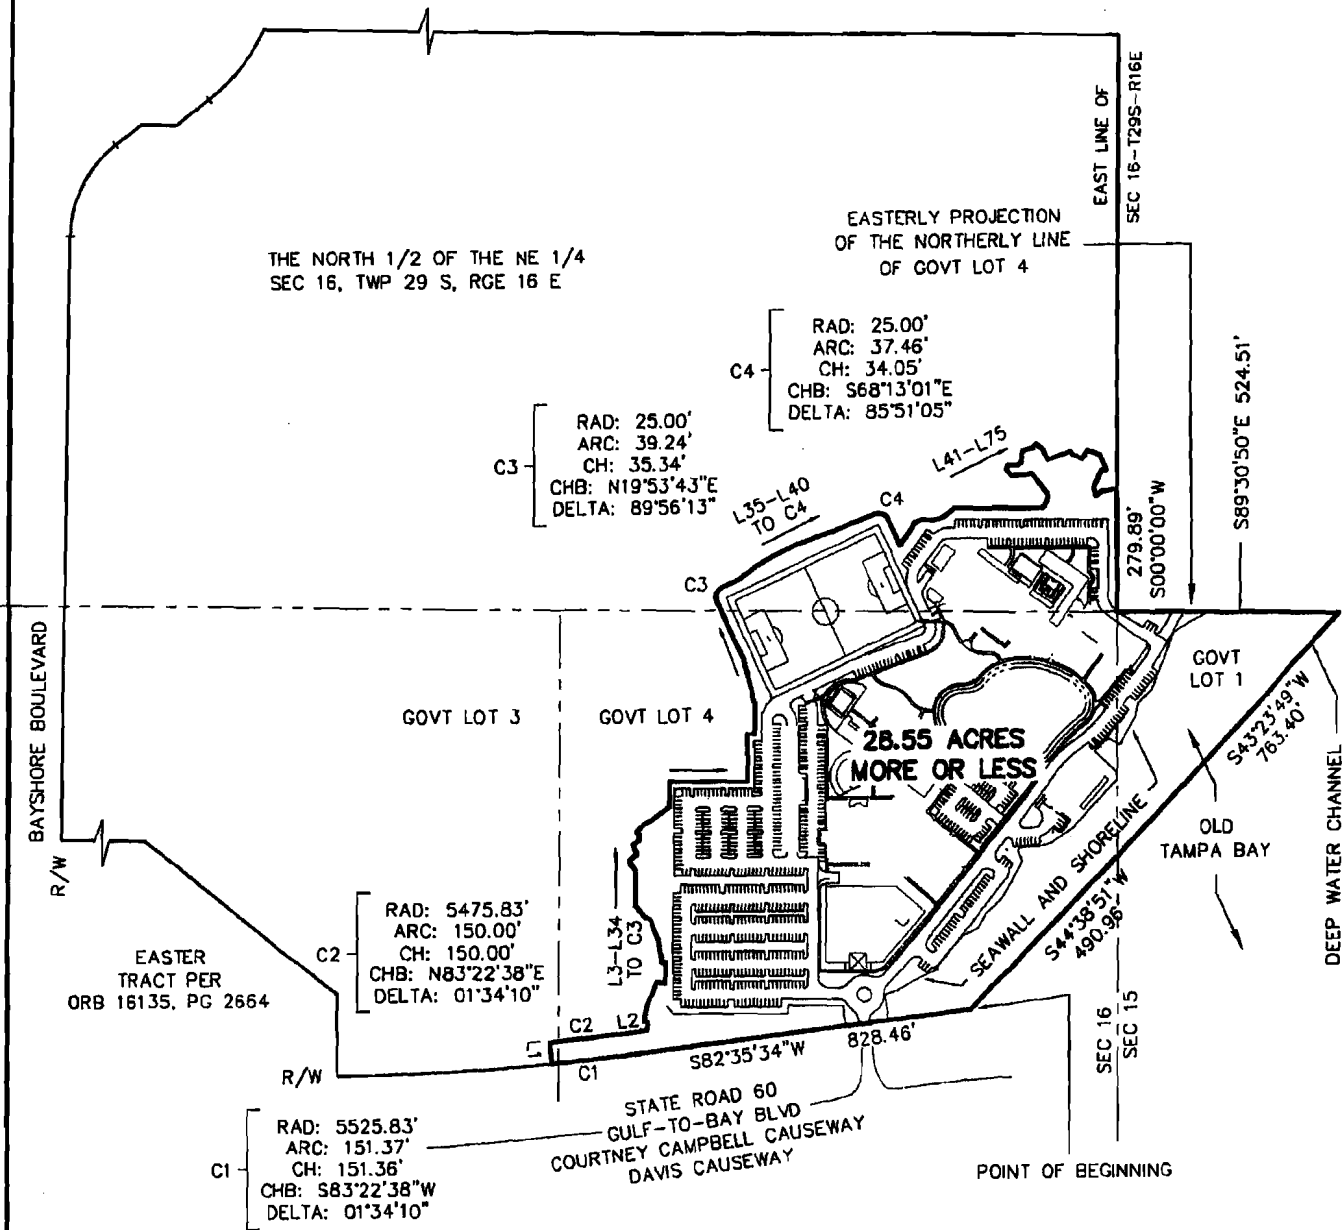 EAST LINE OF
SEC 16-T29S-R16E
EASTERLY PROJECTION
OF THE NORTHERLY LINE
OF GOVT LOT 4
THE NORTH 1/2 OF THE NE 1/4
SEC 16, TWP 29 S, RGE 16 E
C4
RAD: 25.00'
ARC: 37.46'
CH: 34.05'
CHB: S68°13'01"E
DELTA: 85°51'05"
S89°30'50"E 524.51'
C3
RAD: 25.00'
ARC: 39.24'
CH: 35.34'
CHB: N19°53'43"E
DELTA: 89°56'13"
L41-L75
L35-L40
TO C4
C4
279.89'
S00°00'00"W
C3
BAYSHORE BOULEVARD
GOVT LOT 3
GOVT LOT 4
GOVT
LOT 1
28.55 ACRES
MORE OR LESS
S43°23'49"W
763.40'
DEEP WATER CHANNEL
OLD
TAMPA BAY
R/W
SEAWALL AND SHORELINE
S44°38'51"W
490.96'
C2
RAD: 5475.83'
ARC: 150.00'
CH: 150.00'
CHB: N83°22'38"E
DELTA: 01°34'10"
L3-L34
TO C3
EASTER
TRACT PER
ORB 16135, PG 2664
C2
L2
L1
C1
S82°35'34"W
828.46'
SEC 16
SEC 15
R/W
STATE ROAD 60
GULF-TO-BAY BLVD
COURTNEY CAMPBELL CAUSEWAY
DAVIS CAUSEWAY
C1
RAD: 5525.83'
ARC: 151.37'
CH: 151.36'
CHB: S83°22'38"W
DELTA: 01°34'10"
POINT OF BEGINNING